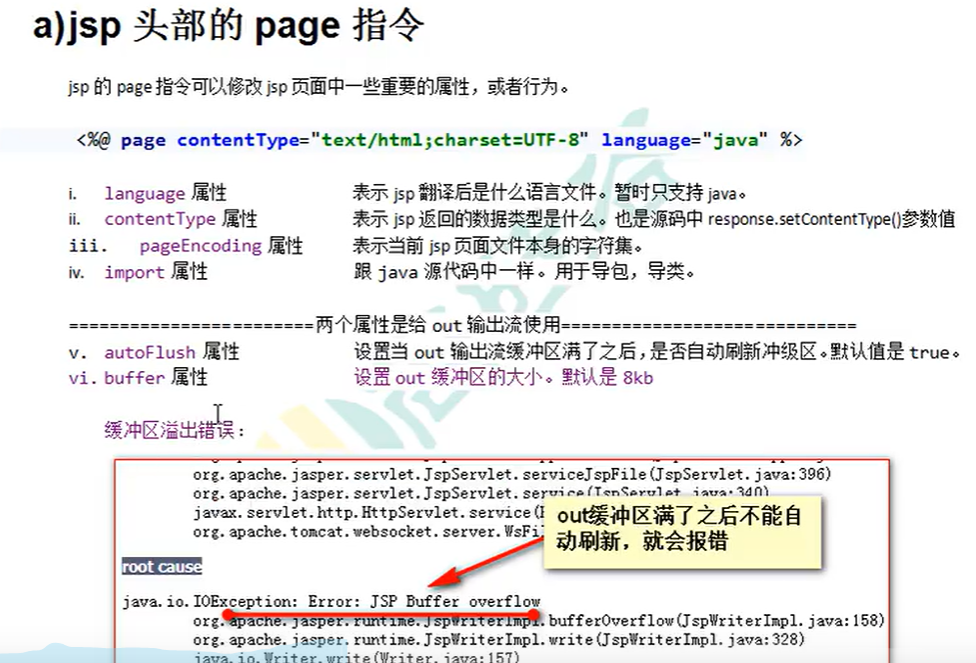 a)jsp 头部的 page 指令
jsp 的 page 指令可以修改 jsp 页面中一些重要的属性，或者行为。
<%@ page contentType="text/html;charset=UTF-8" language="java" %>
i. language 属性 表示 jsp 翻译后是什么语言文件。暂时只支持 java。
ii. contentType 属性 表示 jsp 返回的数据类型是什么。也是源码中 response.setContentType()参数值
iii. pageEncoding 属性 表示当前 jsp 页面文件本身的字符集。
iv. import 属性 跟 java 源代码中一样。用于导包，导类。
========================两个属性是给 out 输出流使用=============================
v. autoFlush 属性 设置当 out 输出流缓冲区满了之后，是否自动刷新冲级区。默认值是 true。
vi. buffer 属性 设置 out 缓冲区的大小。默认是 8kb
缓冲区溢出错误：
org.apache.jasper.servlet.JspServlet.serviceJspFile(JspServlet.java:396)
org.apache.jasper.servlet.JspServlet.service(JspServlet.java:340)
javax.servlet.http.HttpServlet.service(
org.apache.tomcat.websocket.server.WsFil
out缓冲区满了之后不能自
动刷新，就会报错
root cause
java.io.IOException: Error: JSP Buffer overflow
org.apache.jasper.runtime.JspWriterImpl.bufferOverflow(JspWriterImpl.java:158)
org.apache.jasper.runtime.JspWriterImpl.write(JspWriterImpl.java:328)
java.io.Writer.write(Writer.java:157)